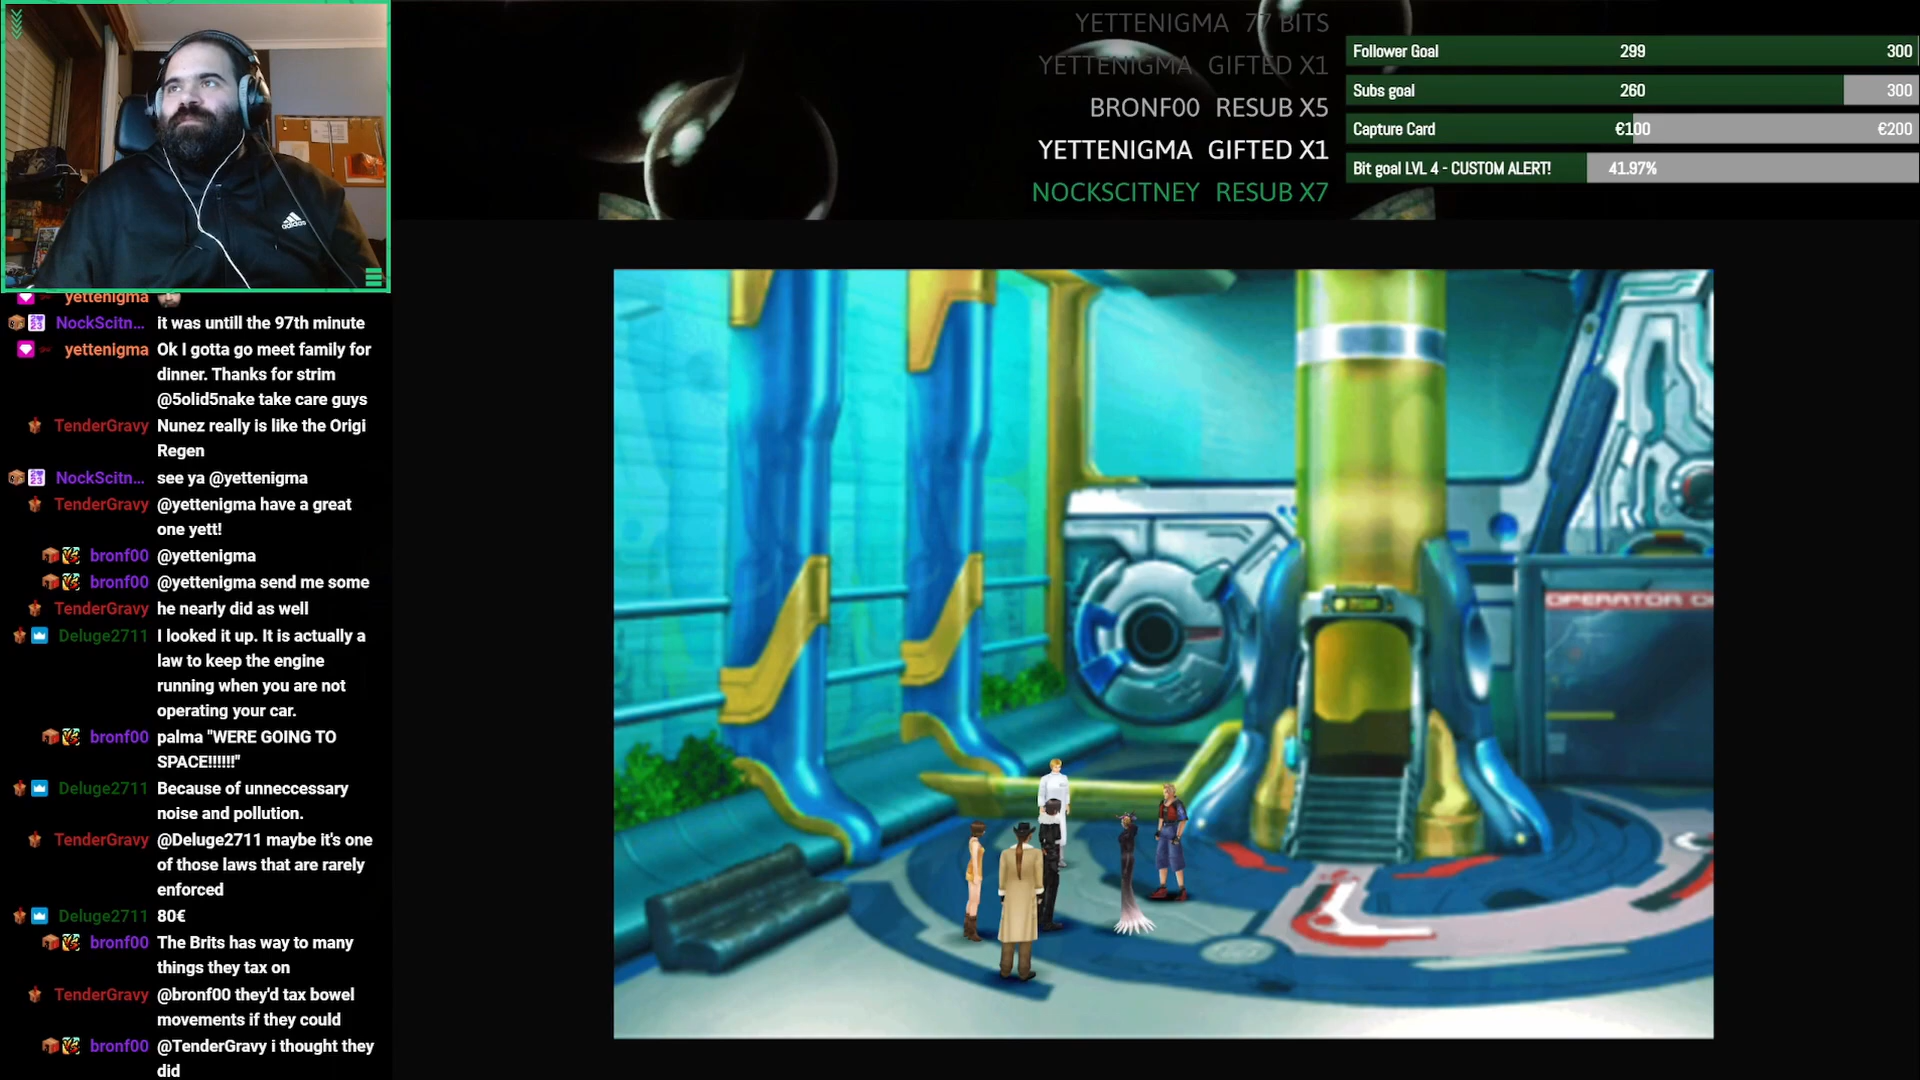 YETTENIGMA 77 BITS
YETTENIGMA GIFTED X1
BRONF00 RESUB X5
YETTENIGMA GIFTED X1
NOCKSCITNEY RESUB X7
Follower Goal 299 300
Subs goal 260 300
Capture Card €100 €200
Bit goal LVL 4 - CUSTOM ALERT! 41.97%
adidas
yettenigma
NockScitn... it was untill the 97th minute
yettenigma Ok I gotta go meet family for
dinner. Thanks for strim
@5olid5nake take care guys
TenderGravy Nunez really is like the Origi
Regen
NockScitn... see ya @yettenigma
TenderGravy @yettenigma have a great
one yett!
bronf00 @yettenigma
bronf00 @yettenigma send me some
TenderGravy he nearly did as well
Deluge2711 I looked it up. It is actually a
law to keep the engine
running when you are not
operating your car.
bronf00 palma "WERE GOING TO
SPACE!!!!!!"
Deluge2711 Because of unneccessary
noise and pollution.
TenderGravy @Deluge2711 maybe it's one
of those laws that are rarely
enforced
Deluge2711 80€
bronf00 The Brits has way to many
things they tax on
TenderGravy @bronf00 they'd tax bowel
movements if they could
bronf00 @TenderGravy i thought they
did
OPERATOR